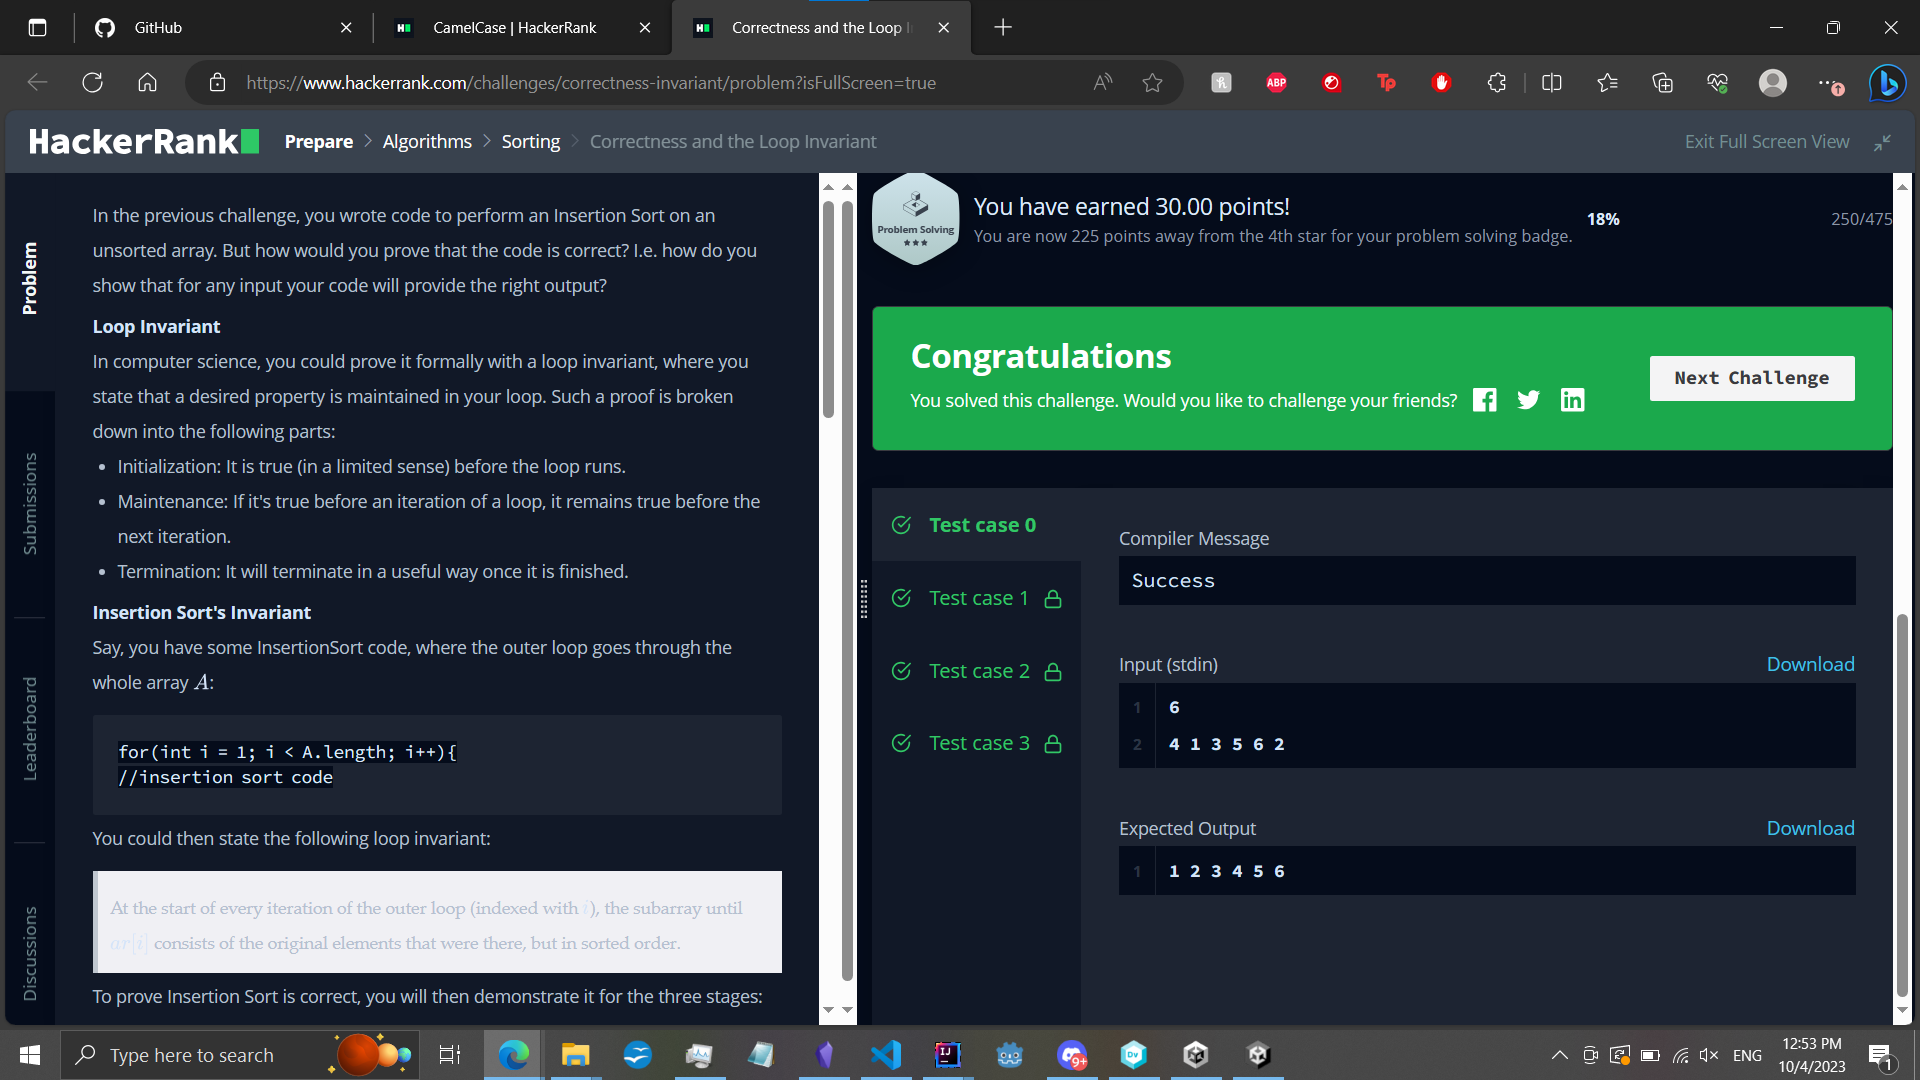 GitHub
CamelCase | HackerRank
Correctness and the Loop I
https://www.hackerrank.com/challenges/correctness-invariant/problem?isFullScreen=true
ABP
Tp
HackerRank
Prepare > Algorithms > Sorting > Correctness and the Loop Invariant
Exit Full Screen View
Problem
Submissions
Leaderboard
Discussions
In the previous challenge, you wrote code to perform an Insertion Sort on an
unsorted array. But how would you prove that the code is correct? I.e. how do you
show that for any input your code will provide the right output?
Loop Invariant
In computer science, you could prove it formally with a loop invariant, where you
state that a desired property is maintained in your loop. Such a proof is broken
down into the following parts:
• Initialization: It is true (in a limited sense) before the loop runs.
• Maintenance: If it's true before an iteration of a loop, it remains true before the
next iteration.
• Termination: It will terminate in a useful way once it is finished.
Insertion Sort's Invariant
Say, you have some InsertionSort code, where the outer loop goes through the
whole array A:
for(int i = 1; i < A.length; i++){
//insertion sort code
You could then state the following loop invariant:
At the start of every iteration of the outer loop (indexed with i), the subarray until
ar[i] consists of the original elements that were there, but in sorted order.
To prove Insertion Sort is correct, you will then demonstrate it for the three stages:
Problem Solving
★★★
You have earned 30.00 points!
You are now 225 points away from the 4th star for your problem solving badge.
18%
250/475
Congratulations
You solved this challenge. Would you like to challenge your friends?
Next Challenge
Test case 0
Test case 1
Test case 2
Test case 3
Compiler Message
Success
Input (stdin)
Download
1 6
2 4 1 3 5 6 2
Expected Output
Download
1 1 2 3 4 5 6
Type here to search
IJ
9+
Dv
ENG
12:53 PM
10/4/2023
1